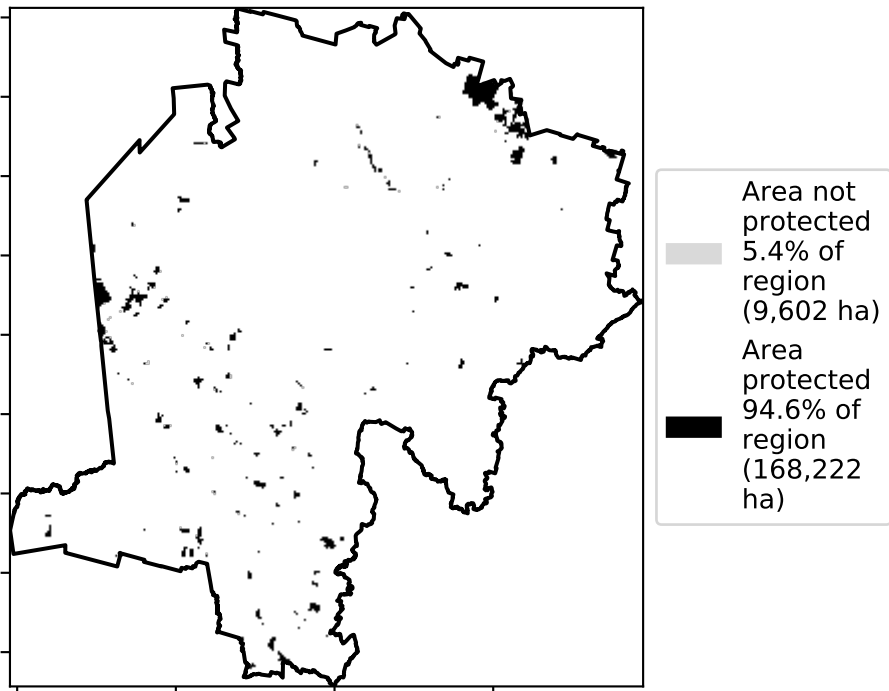 Area not
protected
5.4% of
region
(9,602 ha)
Area
protected
94.6% of
region
(168,222
ha)